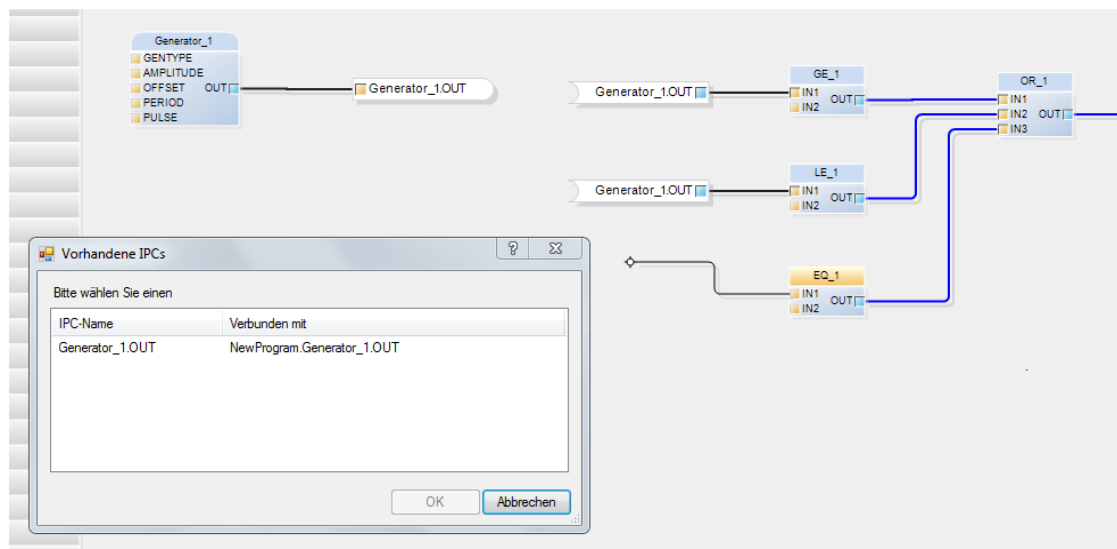 Generator_1
GENTYPE
AMPLITUDE
OFFSET OUT
PERIOD
PULSE
Generator_1.OUT
Generator_1.OUT
GE_1
IN1
IN2 OUT
OR_1
IN1
IN2 OUT
IN3
Generator_1.OUT
LE_1
IN1
IN2 OUT
EQ_1
IN1
IN2 OUT
Vorhandene IPCs
Bitte wählen Sie einen
IPC-Name Verbunden mit
Generator_1.OUT NewProgram.Generator_1.OUT
OK Abbrechen